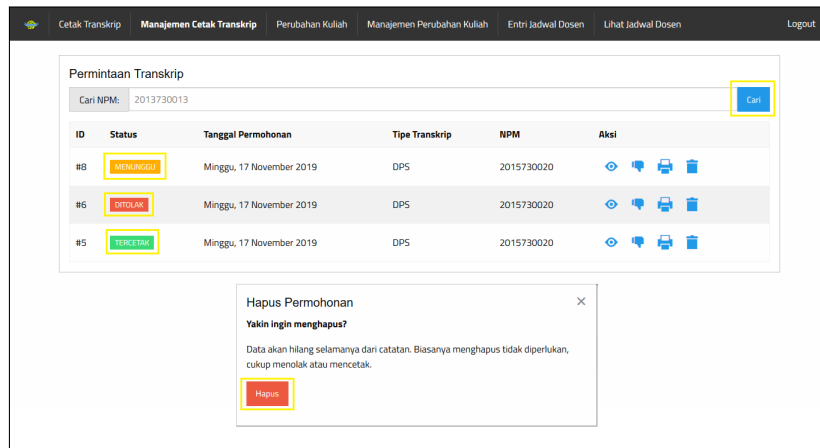 Cetak Transkrip Manajemen Cetak Transkrip Perubahan Kuliah Manajemen Perubahan Kuliah Entri Jadwal Dosen Lihat Jadwal Dosen Logout
Permintaan Transkrip
Cari NPM: 2013730013 Cari
ID Status Tanggal Permohonan Tipe Transkrip NPM Aksi
#8 MENUNGGU Minggu, 17 November 2019 DPS 2015730020
#6 DITOLAK Minggu, 17 November 2019 DPS 2015730020
#5 TERCETAK Minggu, 17 November 2019 DPS 2015730020
Hapus Permohonan
Yakin ingin menghapus?
Data akan hilang selamanya dari catatan. Biasanya menghapus tidak diperlukan,
cukup menolak atau mencetak.
Hapus